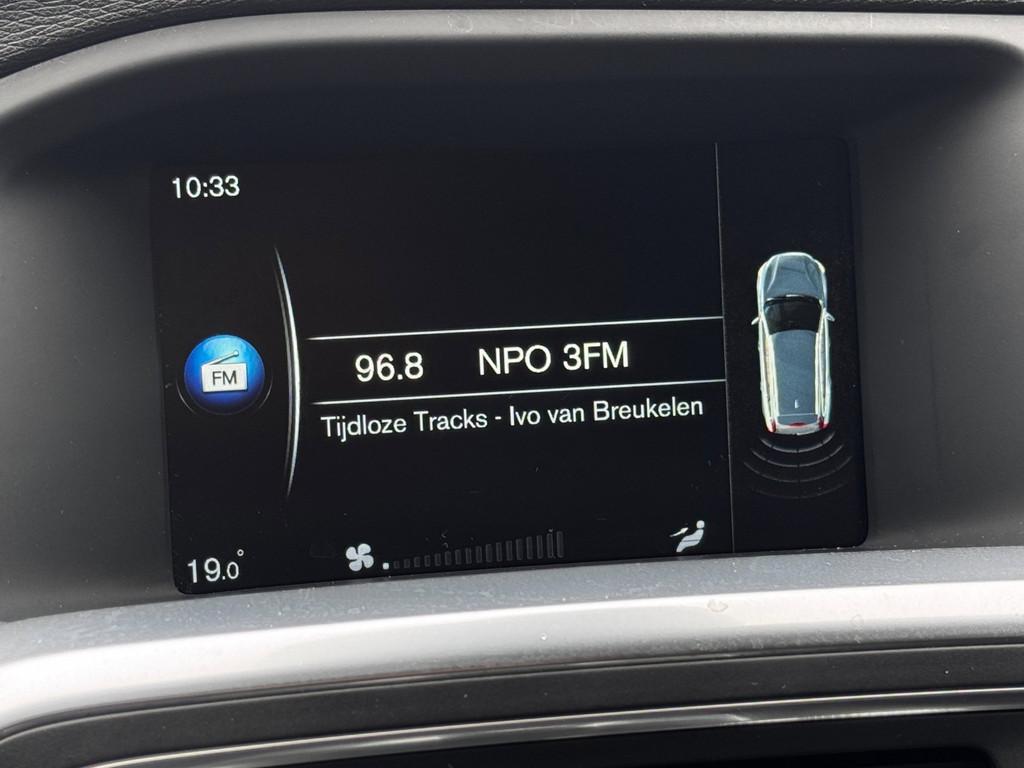 10:33
FM
96.8 NPO 3FM
Tijdloze Tracks - Ivo van Breukelen
19.0°